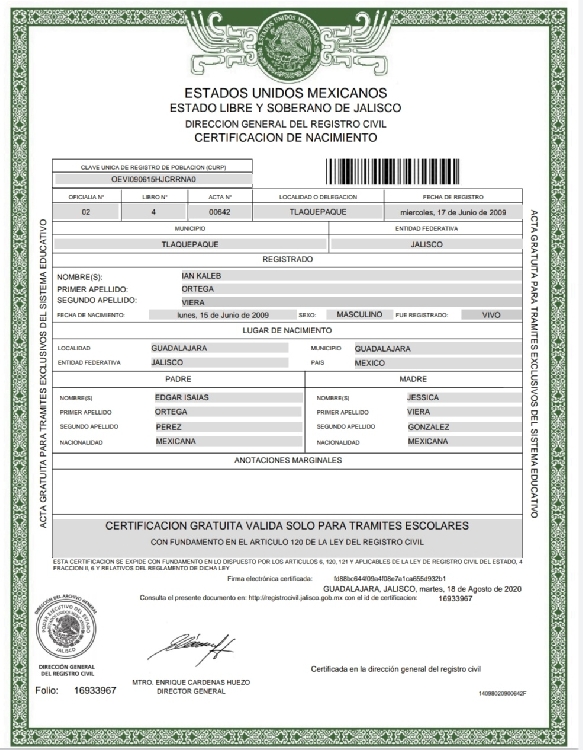 ESTADOS UNIDOS MEXICANOS
ESTADO LIBRE Y SOBERANO DE JALISCO
DIRECCION GENERAL DEL REGISTRO CIVIL
CERTIFICACION DE NACIMIENTO
CLAVE UNICA DE REGISTRO DE POBLACION (CURP)
OEVI090615HJCRRNA0
OFICIALIA N° LIBRO N° ACTA N° LOCALIDAD O DELEGACION FECHA DE REGISTRO
02 4 00642 TLAQUEPAQUE miercoles, 17 de Junio de 2009
MUNICIPIO ENTIDAD FEDERATIVA
TLAQUEPAQUE JALISCO
REGISTRADO
NOMBRE(S): IAN KALEB
PRIMER APELLIDO: ORTEGA
SEGUNDO APELLIDO: VIERA
FECHA DE NACIMIENTO: lunes, 15 de Junio de 2009 SEXO: MASCULINO FUE REGISTRADO: VIVO
LUGAR DE NACIMIENTO
LOCALIDAD GUADALAJARA MUNICIPIO GUADALAJARA
ENTIDAD FEDERATIVA JALISCO PAIS MEXICO
PADRE MADRE
NOMBRE(S) EDGAR ISAIAS NOMBRE(S) JESSICA
PRIMER APELLIDO ORTEGA PRIMER APELLIDO VIERA
SEGUNDO APELLIDO PEREZ SEGUNDO APELLIDO GONZALEZ
NACIONALIDAD MEXICANA NACIONALIDAD MEXICANA
ANOTACIONES MARGINALES
CERTIFICACION GRATUITA VALIDA SOLO PARA TRAMITES ESCOLARES
CON FUNDAMENTO EN EL ARTICULO 120 DE LA LEY DEL REGISTRO CIVIL
ACTA GRATUITA PARA TRAMITES EXCLUSIVOS DEL SISTEMA EDUCATIVO
ACTA GRATUITA PARA TRAMITES EXCLUSIVOS DEL SISTEMA EDUCATIVO
ESTA CERTIFICACION SE EXPIDE CON FUNDAMENTO EN LO DISPUESTO POR LOS ARTICULOS 6, 120, 121 Y APLICABLES DE LA LEY DE REGISTRO CIVIL DEL ESTADO, 4
FRACCION II, 6 Y RELATIVOS DEL REGLAMENTO DE DICHA LEY
Firma electrónica certificada:
GUADALAJARA, JALISCO, martes, 18 de Agosto de 2020
Consulta el presente documento en: http://registrocivil.jalisco.gob.mx con el id de certificacion: 16933967
DIRECCIÓN GENERAL
DEL REGISTRO CIVIL
MTRO. ENRIQUE CARDENAS HUEZO
DIRECTOR GENERAL
Certificada en la dirección general del registro civil
Folio: 16933967
14098020900642F